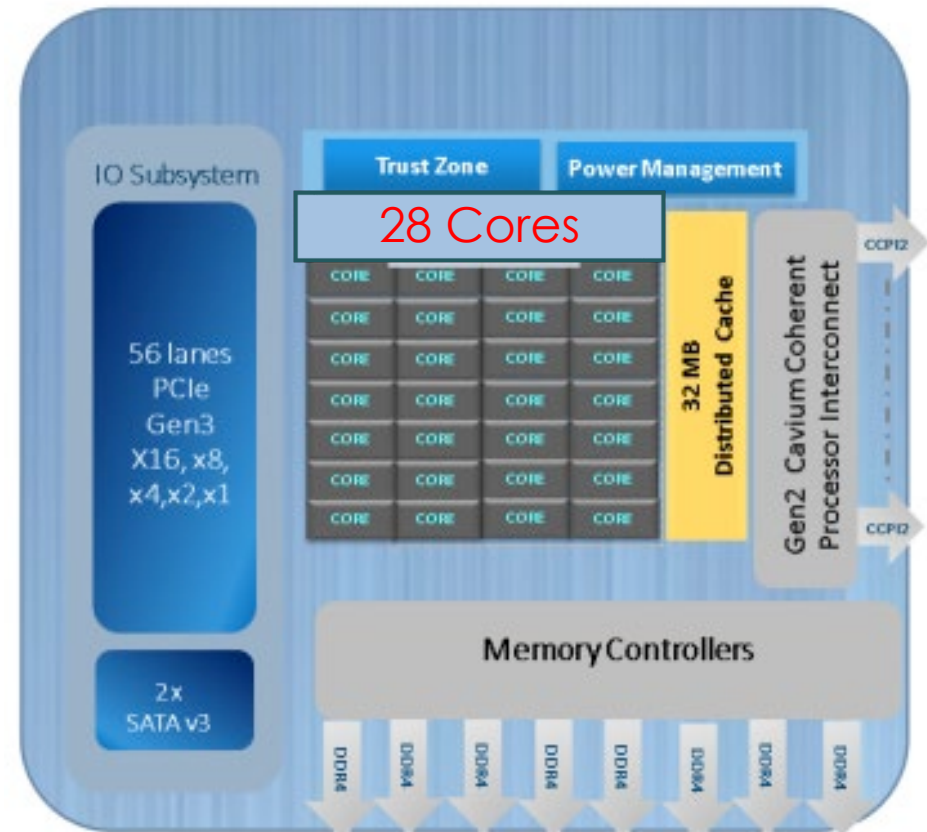 IO Subsystem
56 lanes
PCIe
Gen3
X16, x8,
x4,x2,x1
2x
SATA v3
Trust Zone
Power Management
28 Cores
CORE CORE CORE CORE
CORE CORE CORE CORE
CORE CORE CORE CORE
CORE CORE CORE CORE
CORE CORE CORE CORE
CORE CORE CORE CORE
CORE CORE CORE CORE
32 MB
Distributed Cache
Gen2 Cavium Coherent
Processor Interconnect
CCPI2
CCPI2
Memory Controllers
DDR4 DDR4 DDR4 DDR4 DDR4 DDR4 DDR4 DDR4